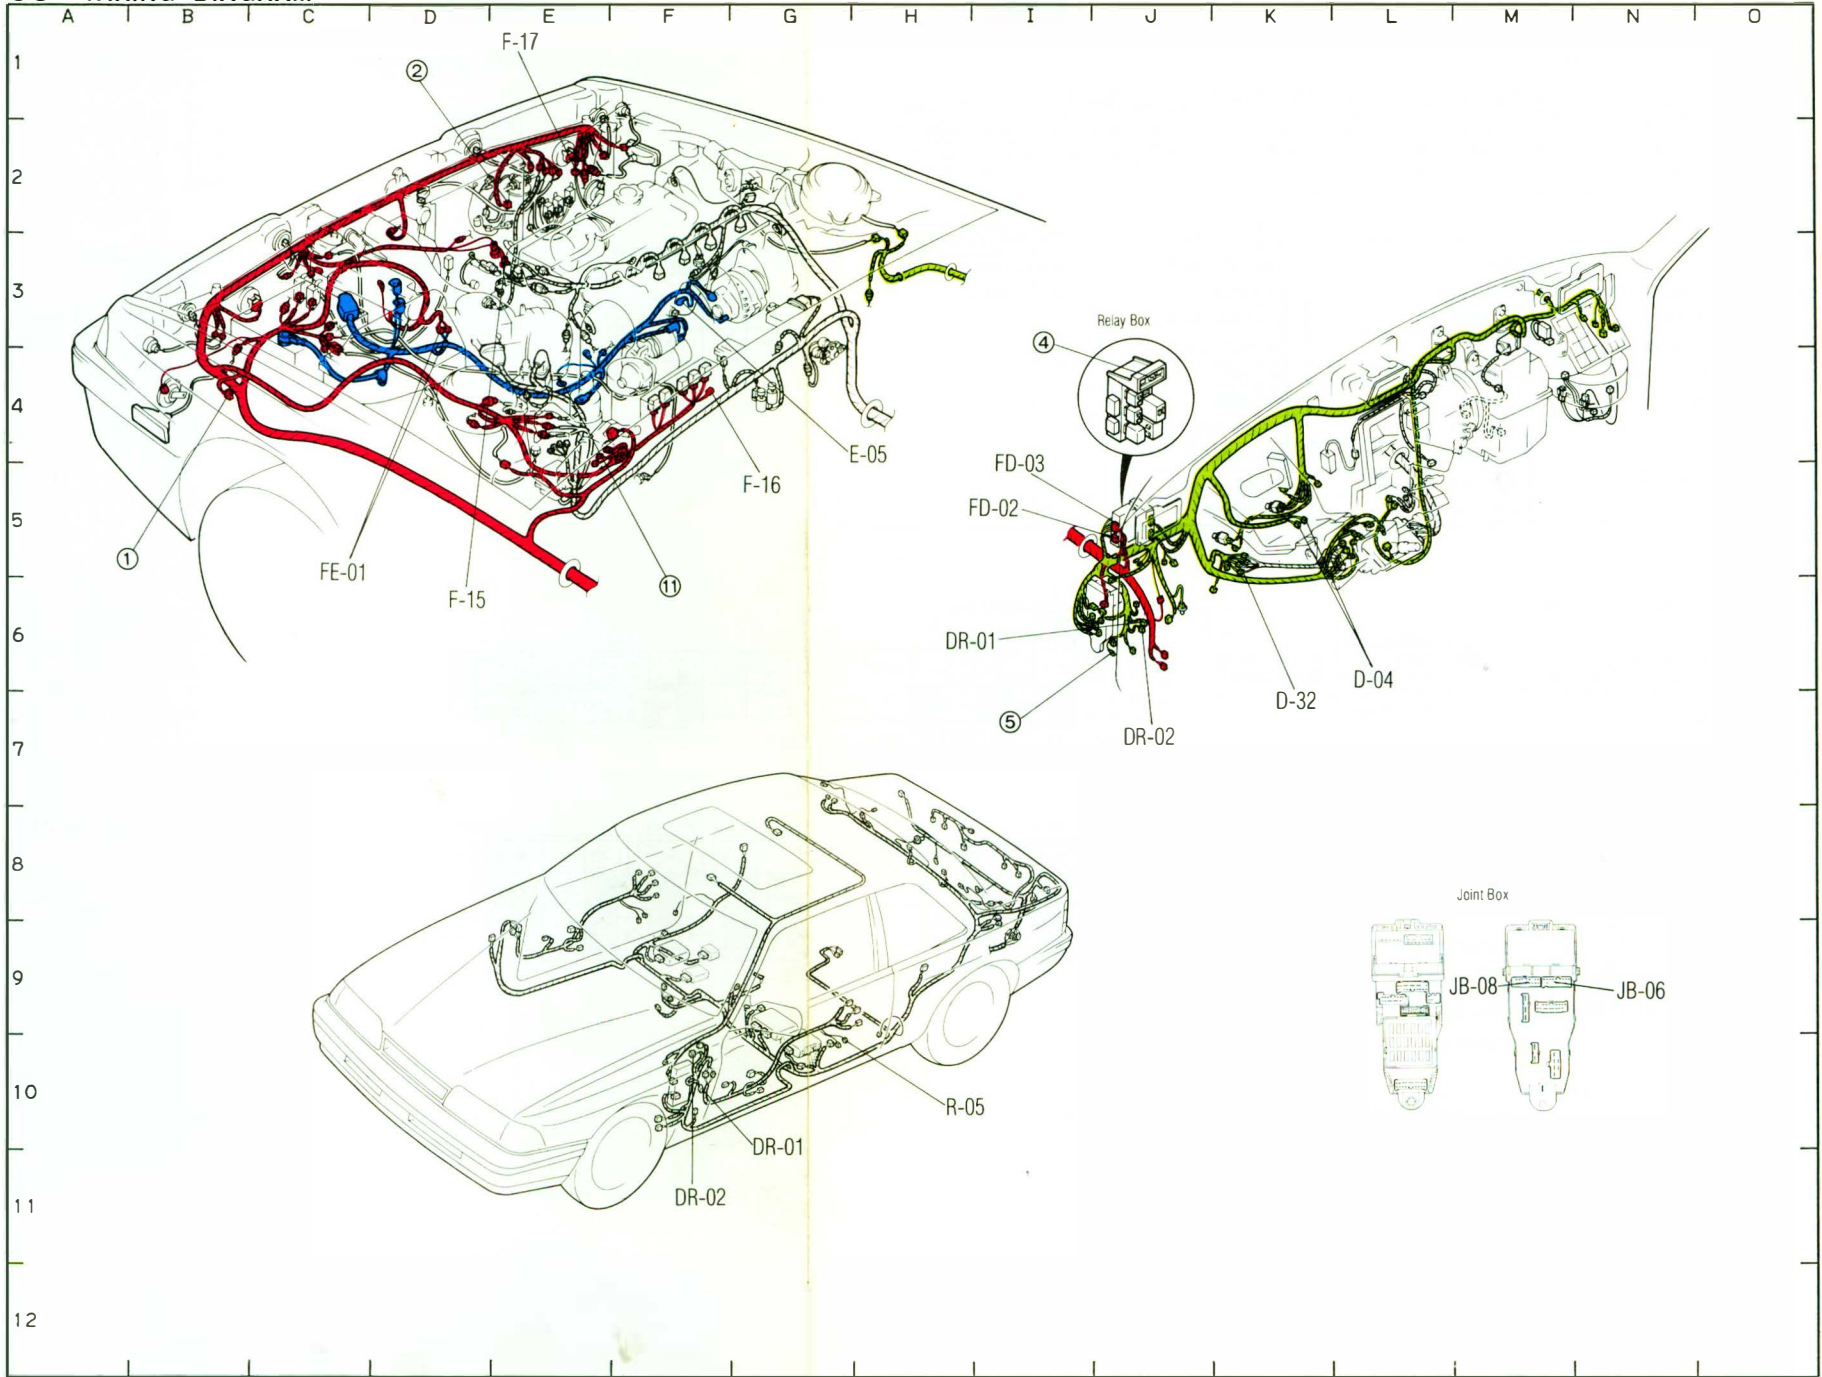 A B C D E F G H I J K L M N O
1
F-17
②
2
3
Relay Box
④
4
E-05
FD-03
F-16
FD-02
5
①
FE-01
F-15
⑪
DR-01
6
D-04
D-32
⑤
DR-02
7
8
Joint Box
9
JB-08
JB-06
10
R-05
DR-01
DR-02
11
12